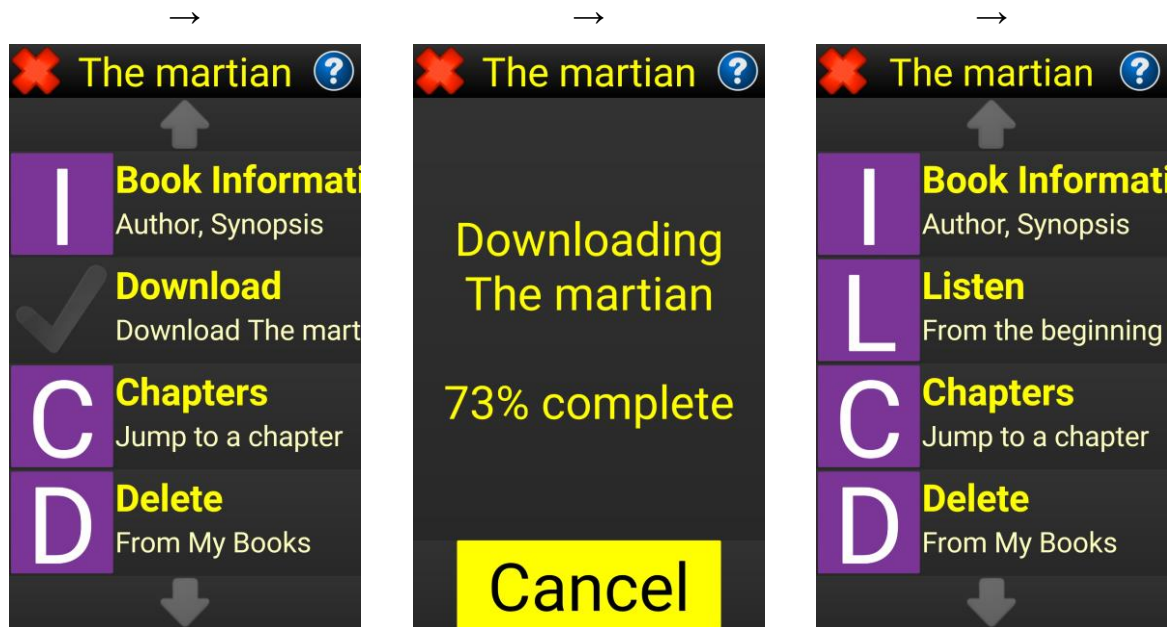 → → →
The martian ?
I
Book Informati
Author, Synopsis
Download
Download The mart
C
Chapters
Jump to a chapter
D
Delete
From My Books
The martian ?
Downloading
The martian
73% complete
Cancel
The martian ?
I
Book Informati
Author, Synopsis
L
Listen
From the beginning
C
Chapters
Jump to a chapter
D
Delete
From My Books